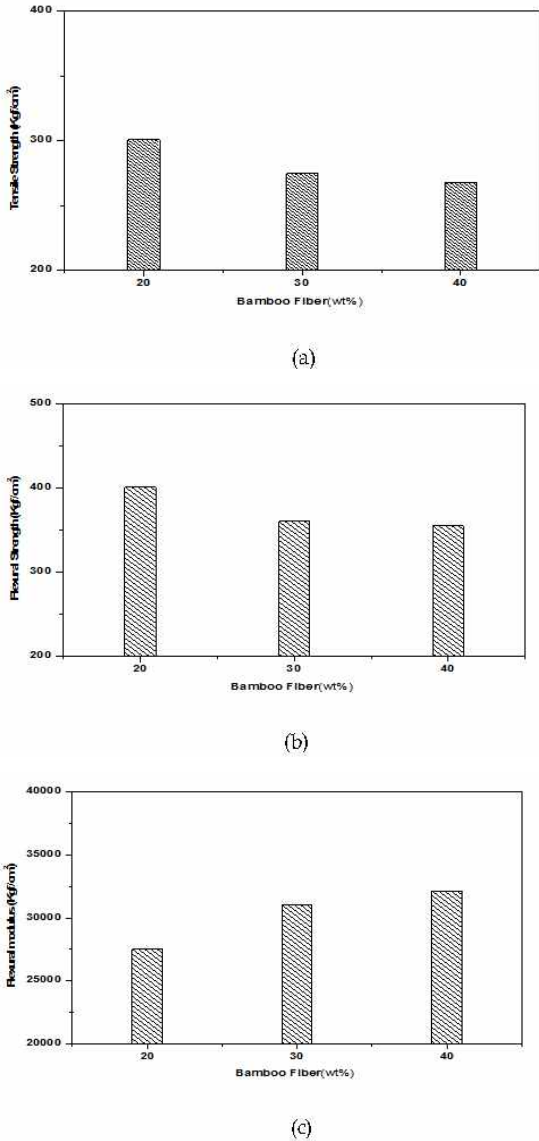 400
300
200
Tensile Strength(Kgf/cm²)
20 30 40
Bamboo Fiber(wt%)
(a)
500
400
300
200
Flexural Strength(Kgf/cm²)
20 30 40
Bamboo Fiber(wt%)
(b)
40000
35000
30000
25000
20000
Flexural modulus(Kgf/cm²)
20 30 40
Bamboo Fiber(wt%)
(c)